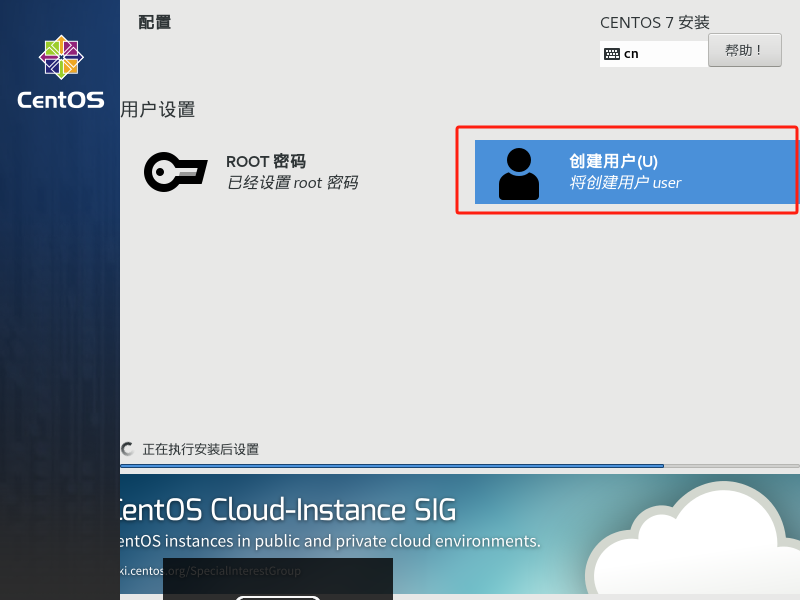 配置
CENTOS 7 安装
cn
帮助！
CentOS
用户设置
ROOT 密码
已经设置 root 密码
创建用户(U)
将创建用户 user
正在执行安装后设置
CentOS Cloud-Instance SIG
entOS instances in public and private cloud environments.
ki.centos.org/SpecialInterestGroup